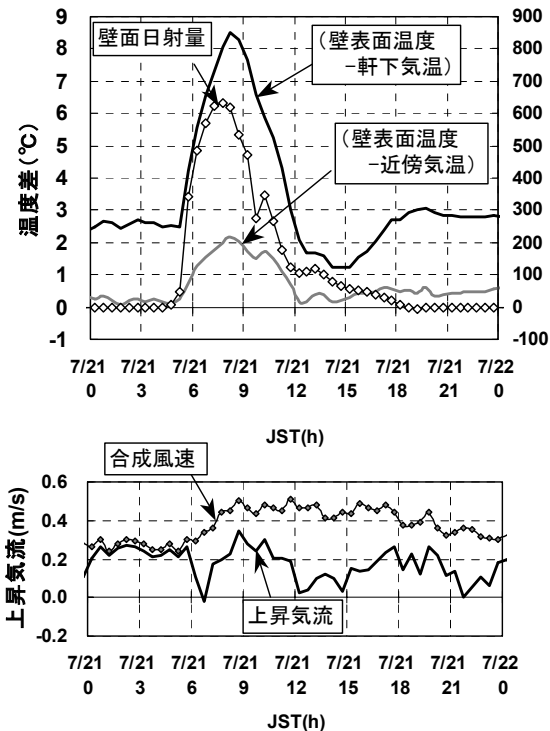 9
8
7
6
5
4
3
2
1
0
-1
温度差(℃)
900
800
700
600
500
400
300
200
100
0
-100
壁面日射量
(壁表面温度
−軒下気温)
(壁表面温度
−近傍気温)
7/21 7/21 7/21 7/21 7/21 7/21 7/21 7/21 7/22
0 3 6 9 12 15 18 21 0
JST(h)
0.6
0.4
0.2
0.0
-0.2
上昇気流(m/s)
合成風速
上昇気流
7/21 7/21 7/21 7/21 7/21 7/21 7/21 7/21 7/22
0 3 6 9 12 15 18 21 0
JST(h)